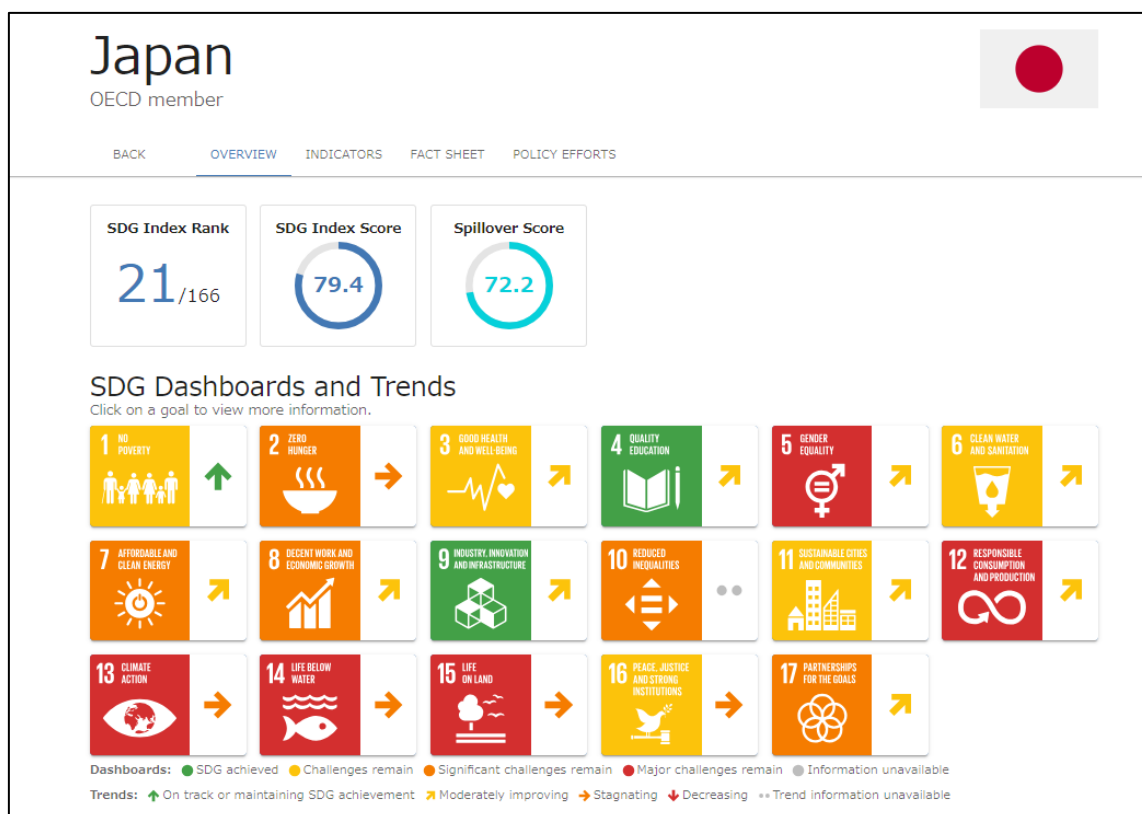 Japan
OECD member
BACK OVERVIEW INDICATORS FACT SHEET POLICY EFFORTS
SDG Index Rank
21/166
SDG Index Score
79.4
Spillover Score
72.2
SDG Dashboards and Trends
Click on a goal to view more information.
1 NO
POVERTY
2 ZERO
HUNGER
3 GOOD HEALTH
AND WELL-BEING
4 QUALITY
EDUCATION
5 GENDER
EQUALITY
6 CLEAN WATER
AND SANITATION
7 AFFORDABLE AND
CLEAN ENERGY
8 DECENT WORK AND
ECONOMIC GROWTH
9 INDUSTRY, INNOVATION
AND INFRASTRUCTURE
10 REDUCED
INEQUALITIES
11 SUSTAINABLE CITIES
AND COMMUNITIES
12 RESPONSIBLE
CONSUMPTION
AND PRODUCTION
13 CLIMATE
ACTION
14 LIFE BELOW
WATER
15 LIFE
ON LAND
16 PEACE, JUSTICE
AND STRONG
INSTITUTIONS
17 PARTNERSHIPS
FOR THE GOALS
Dashboards: SDG achieved Challenges remain Significant challenges remain Major challenges remain Information unavailable
Trends: On track or maintaining SDG achievement Moderately improving Stagnating Decreasing Trend information unavailable